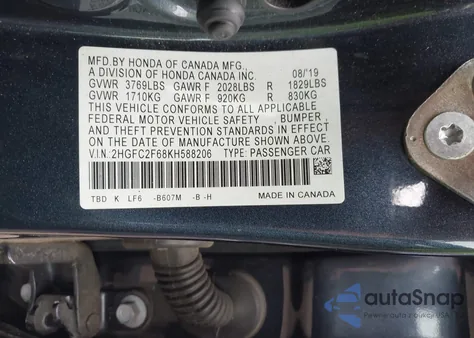 MFD.BY HONDA OF CANADA MFG.,
A DIVISION OF HONDA CANADA INC. 08/'19
GVWR 3769LBS GAWR F 2028LBS R 1829LBS
GVWR 1710KG GAWR F 920KG R 830KG
THIS VEHICLE CONFORMS TO ALL APPLICABLE
FEDERAL MOTOR VEHICLE SAFETY , BUMPER ,
AND THEFT PREVENTION STANDARDS IN EFFECT
ON THE DATE OF MANUFACTURE SHOWN ABOVE.
V.I.N.:2HGFC2F68KH588206 TYPE: PASSENGER CAR
TBD K LF6 -B607M -B -H MADE IN CANADA
autoSnap